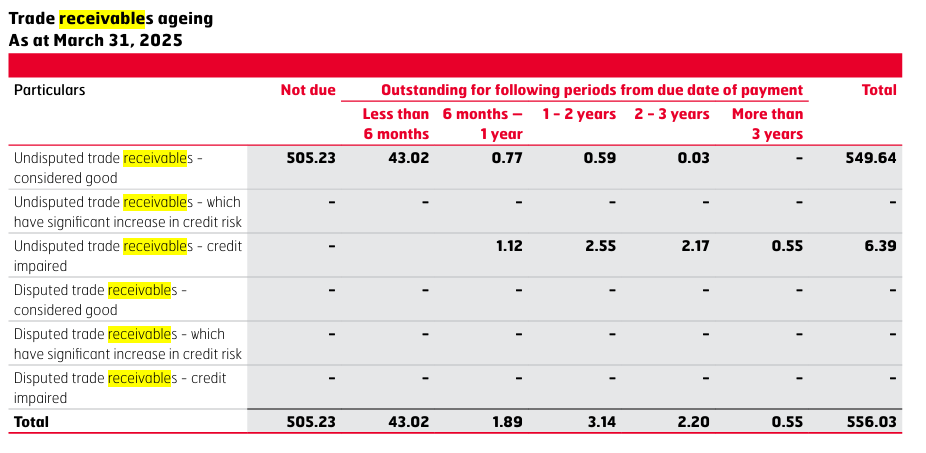 Trade receivables ageing
As at March 31, 2025
Particulars Not due Outstanding for following periods from due date of payment Total
Less than 6 months – 1 – 2 years 2 – 3 years More than
6 months 1 year 3 years
Undisputed trade receivables – 505.23 43.02 0.77 0.59 0.03 – 549.64
considered good
Undisputed trade receivables – which – – – – – – –
have significant increase in credit risk
Undisputed trade receivables – credit – 1.12 2.55 2.17 0.55 6.39
impaired
Disputed trade receivables – – – – – – – –
considered good
Disputed trade receivables – which – – – – – – –
have significant increase in credit risk
Disputed trade receivables – credit – – – – – – –
impaired
Total 505.23 43.02 1.89 3.14 2.20 0.55 556.03